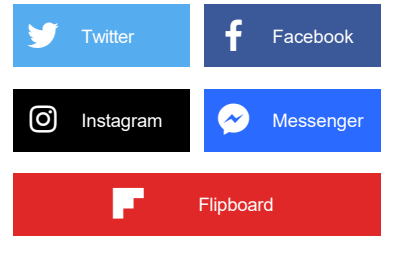 Twitter
Facebook
Instagram
Messenger
Flipboard